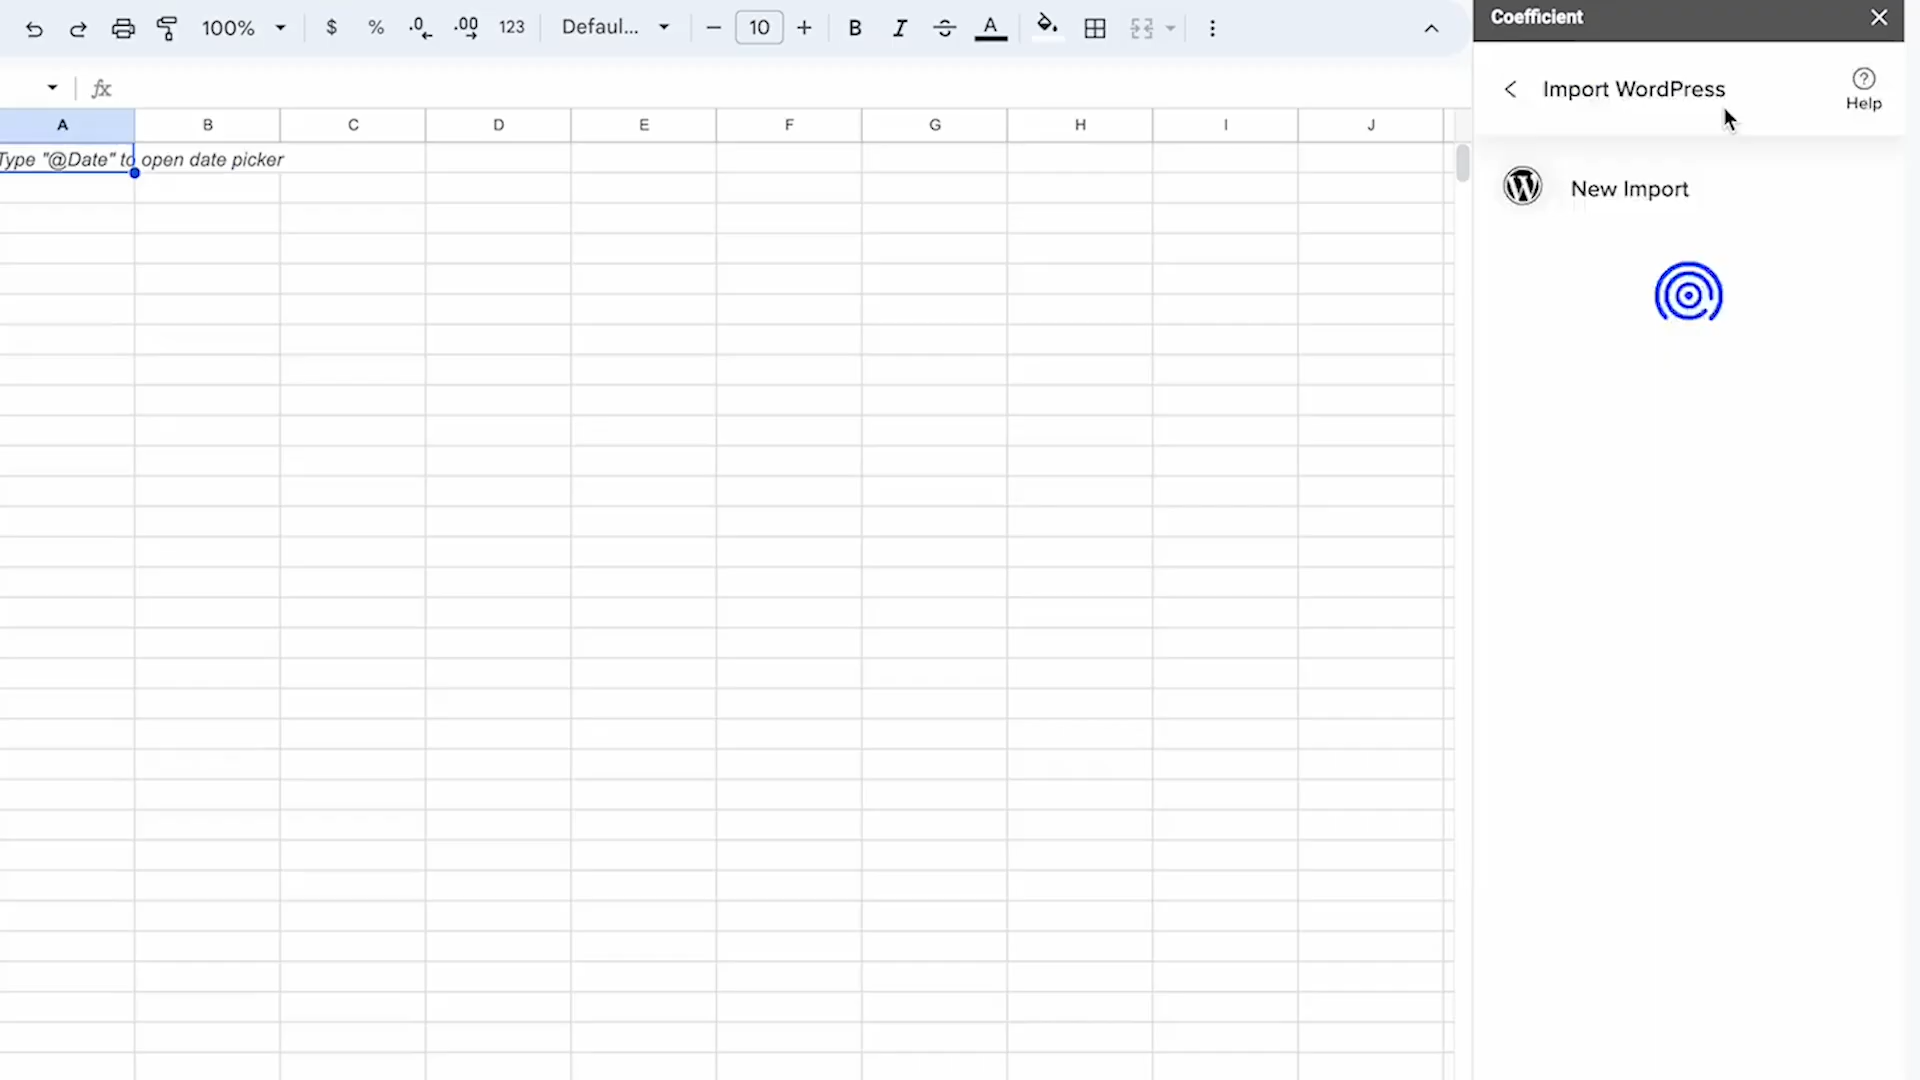 Coefficient
100% $ % .0 .00 123 Defaul... 10 B I S A
Import WordPress
Help
fx
A B C D E F G H I J
Type "@Date" to open date picker
New Import